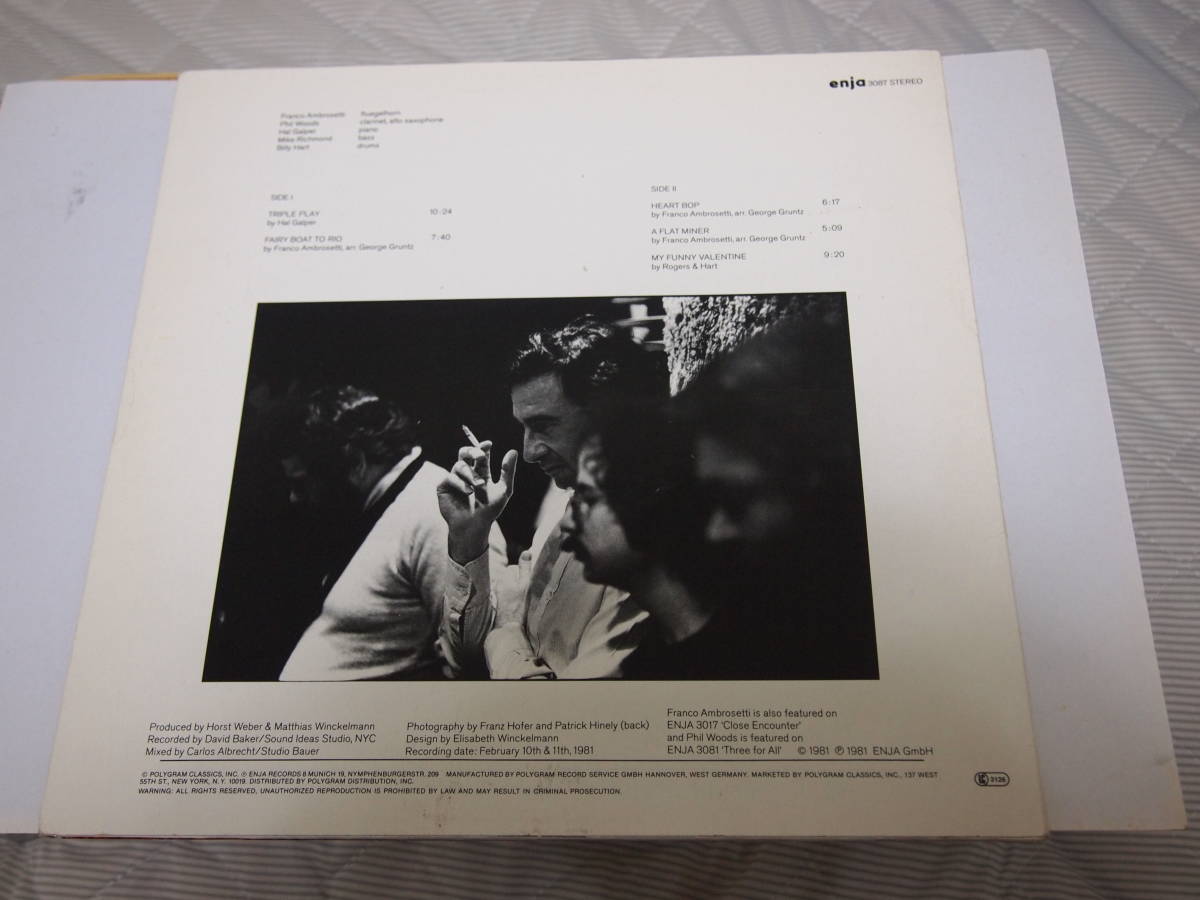 enja 3087 STEREO
Franco Ambrosetti fluegelhorn
Phil Woods clarinet, alto saxophone
Hal Galper piano
Mike Richmond bass
Billy Hart drums
SIDE I
TRIPLE PLAY 10:24
by Hal Galper
FAIRY BOAT TO RIO 7:40
by Franco Ambrosetti, arr. George Gruntz
SIDE II
HEART BOP 6:17
by Franco Ambrosetti, arr. George Gruntz
A FLAT MINER 5:09
by Franco Ambrosetti, arr. George Gruntz
MY FUNNY VALENTINE 9:20
by Rogers & Hart
Produced by Horst Weber & Matthias Winckelmann
Recorded by David Baker/Sound Ideas Studio, NYC
Mixed by Carlos Albrecht/Studio Bauer
Photography by Franz Hofer and Patrick Hinely (back)
Design by Elisabeth Winckelmann
Recording date: February 10th & 11th, 1981
Franco Ambrosetti is also featured on
ENJA 3017 'Close Encounter'
and Phil Woods is featured on
ENJA 3081 'Three for All' © 1981 ℗ 1981 ENJA GmbH
© POLYGRAM CLASSICS, INC. ℗ ENJA RECORDS 8 MUNICH 19, NYMPHENBURGERSTR. 209 MANUFACTURED BY POLYGRAM RECORD SERVICE GMBH HANNOVER, WEST GERMANY. MARKETED BY POLYGRAM CLASSICS, INC., 137 WEST
55TH ST., NEW YORK, N.Y. 10019. DISTRIBUTED BY POLYGRAM DISTRIBUTION, INC.
WARNING: ALL RIGHTS RESERVED, UNAUTHORIZED REPRODUCTION IS PROHIBITED BY LAW AND MAY RESULT IN CRIMINAL PROSECUTION.
3126